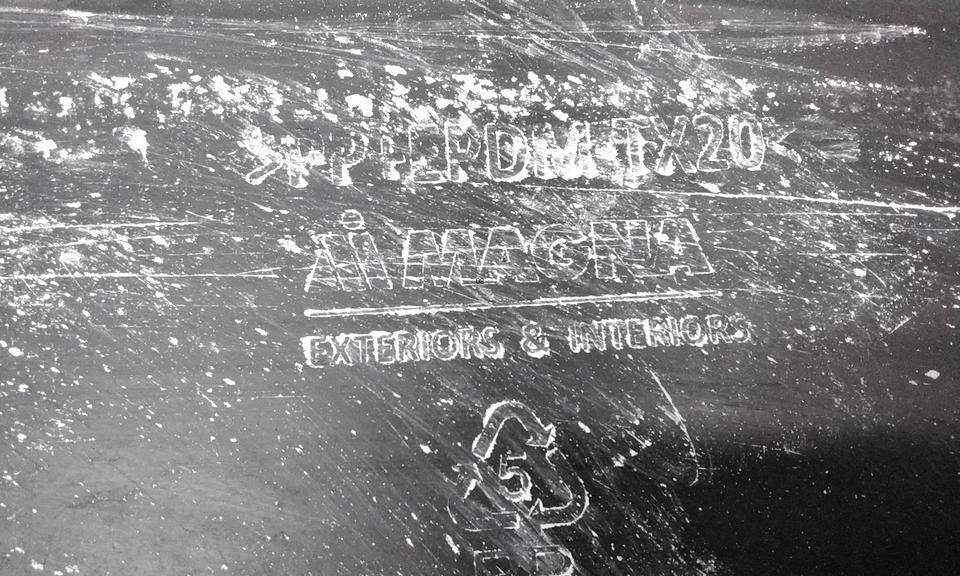 >PP+EPDM-TX20<
MAGNA
EXTERIORS & INTERIORS
5